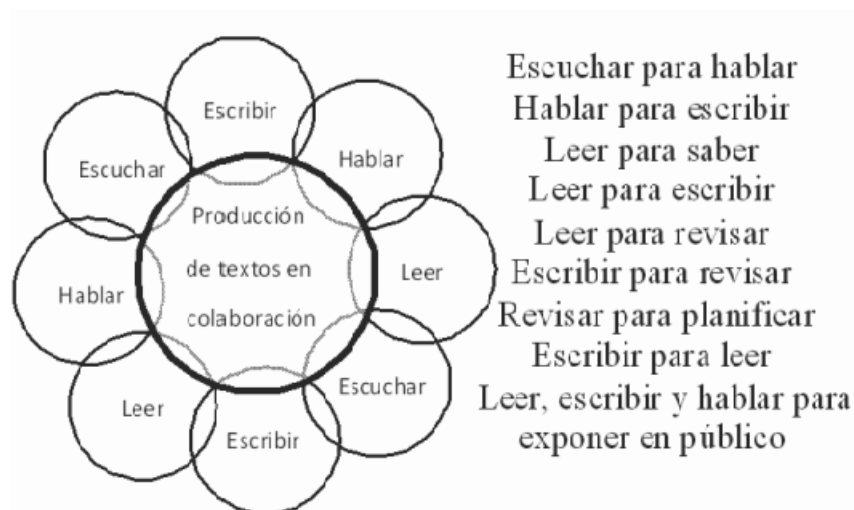 Escribir
Hablar
Leer
Escuchar
Escribir
Leer
Hablar
Escuchar
Producción
de textos en
colaboración
Escuchar para hablar
Hablar para escribir
Leer para saber
Leer para escribir
Leer para revisar
Escribir para revisar
Revisar para planificar
Escribir para leer
Leer, escribir y hablar para
exponer en público